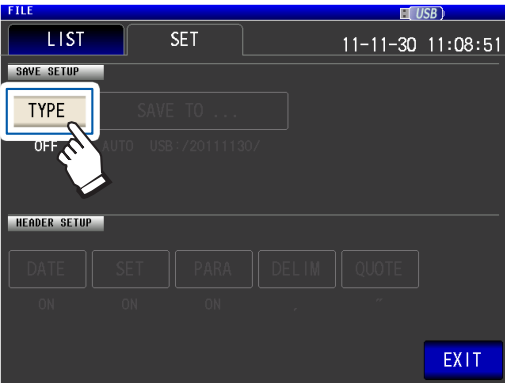 FILE USB
LIST SET 11-11-30 11:08:51
SAVE SETUP
TYPE SAVE TO ...
OFF AUTO USB:/20111130/
HEADER SETUP
DATE SET PARA DELIM QUOTE
ON ON ON , "
EXIT